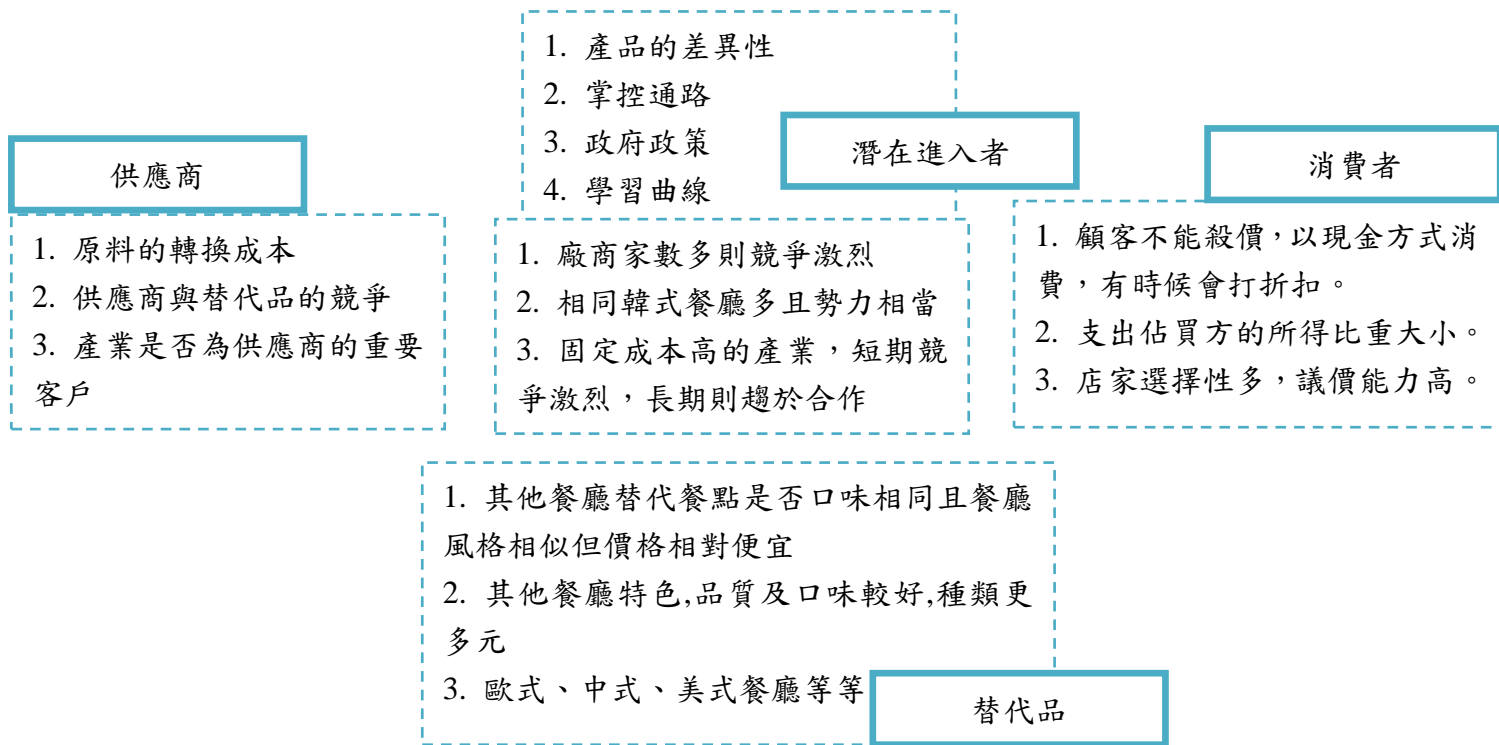 1. 產品的差異性
2. 掌控通路
3. 政府政策
4. 學習曲線
潛在進入者
供應商
1. 原料的轉換成本
2. 供應商與替代品的競爭
3. 產業是否為供應商的重要
客戶
1. 廠商家數多則競爭激烈
2. 相同韓式餐廳多且勢力相當
3. 固定成本高的產業，短期競
爭激烈，長期則趨於合作
消費者
1. 顧客不能殺價，以現金方式消
費，有時候會打折扣。
2. 支出佔買方的所得比重大小。
3. 店家選擇性多，議價能力高。
1. 其他餐廳替代餐點是否口味相同且餐廳
風格相似但價格相對便宜
2. 其他餐廳特色,品質及口味較好,種類更
多元
3. 歐式、中式、美式餐廳等等
替代品